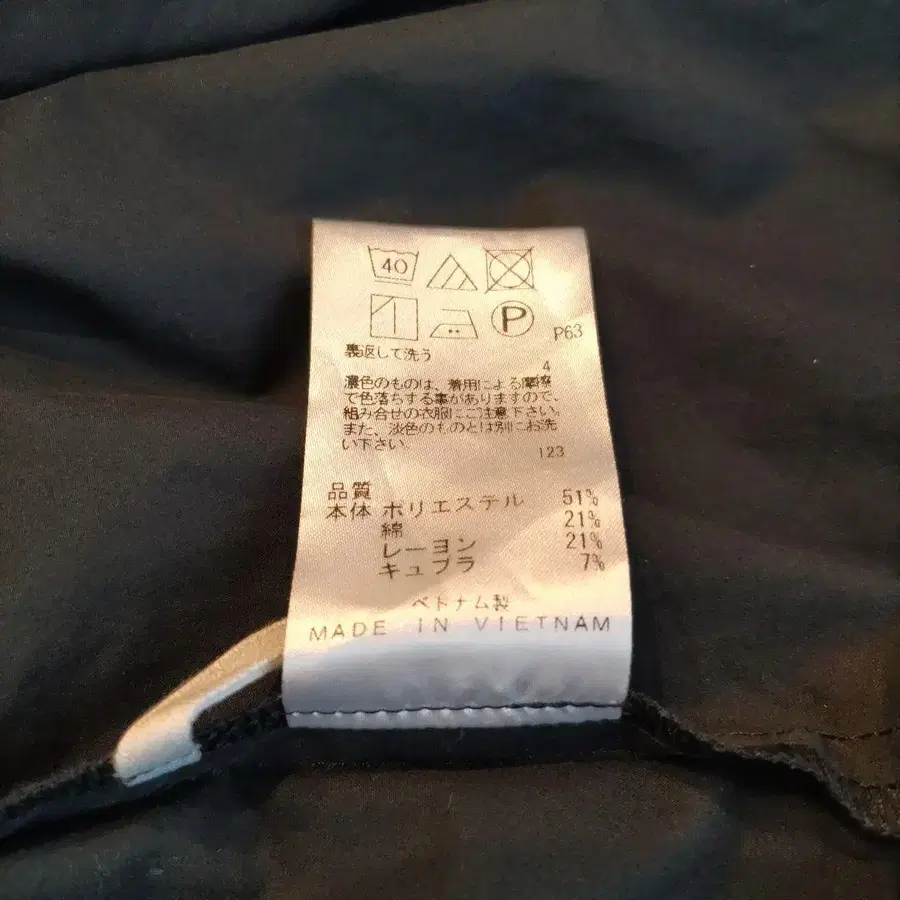 40
P P63
裏返して洗う
4
濃色のものは、着用による摩擦
で色落ちする事がありますので、
組み合せの衣服にご注意下さい。
また、淡色のものとは別にお洗
い下さい。
123
品質
本体 ポリエステル 51%
綿 21%
レーヨン 21%
キュプラ 7%
ベトナム製
MADE IN VIETNAM